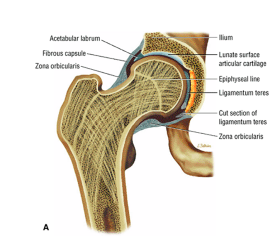 Acetabular labrum
Fibrous capsule
Zona orbicularis
Ilium
Lunate surface
articular cartilage
Epiphyseal line
Ligamentum teres
Cut section of
ligamentum teres
Zona orbicularis
A